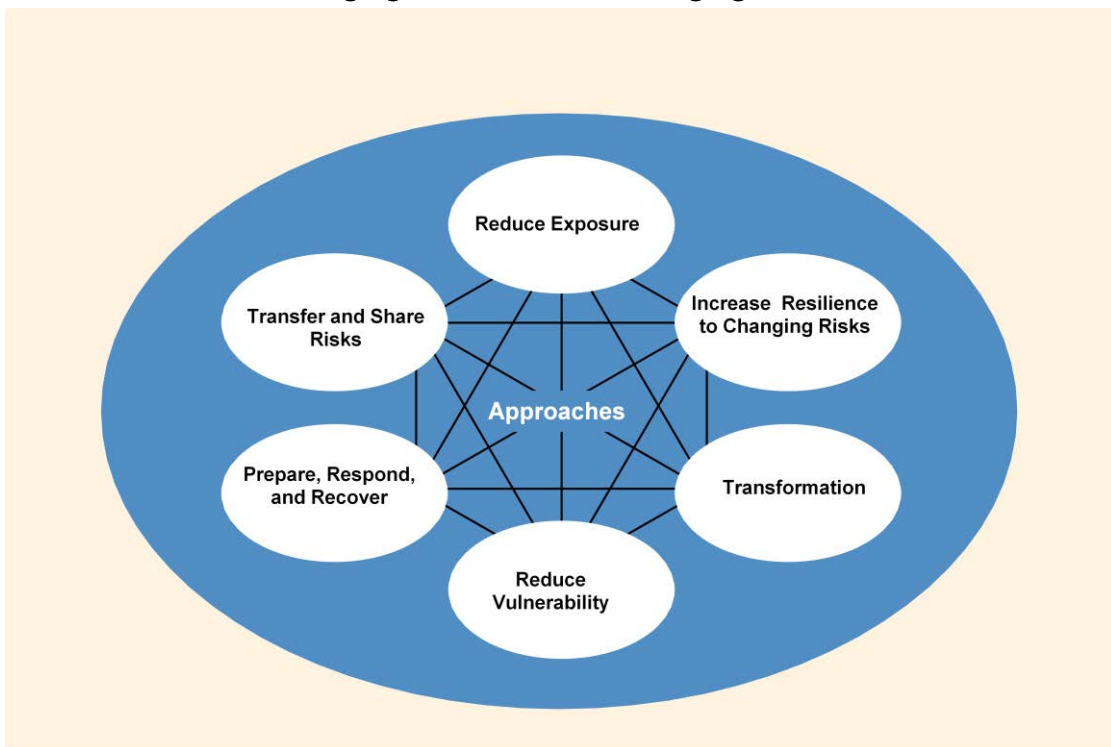 Reduce Exposure
Transfer and Share
Risks
Increase Resilience
to Changing Risks
Approaches
Prepare, Respond,
and Recover
Transformation
Reduce
Vulnerability